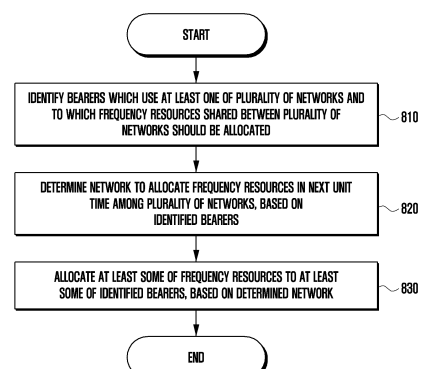 START
IDENTIFY BEARERS WHICH USE AT LEAST ONE OF PLURALITY OF NETWORKS AND
TO WHICH FREQUENCY RESOURCES SHARED BETWEEN PLURALITY OF
NETWORKS SHOULD BE ALLOCATED
810
DETERMINE NETWORK TO ALLOCATE FREQUENCY RESOURCES IN NEXT UNIT
TIME AMONG PLURALITY OF NETWORKS, BASED ON
IDENTIFIED BEARERS
820
ALLOCATE AT LEAST SOME OF FREQUENCY RESOURCES TO AT LEAST
SOME OF IDENTIFIED BEARERS, BASED ON DETERMINED NETWORK
830
END